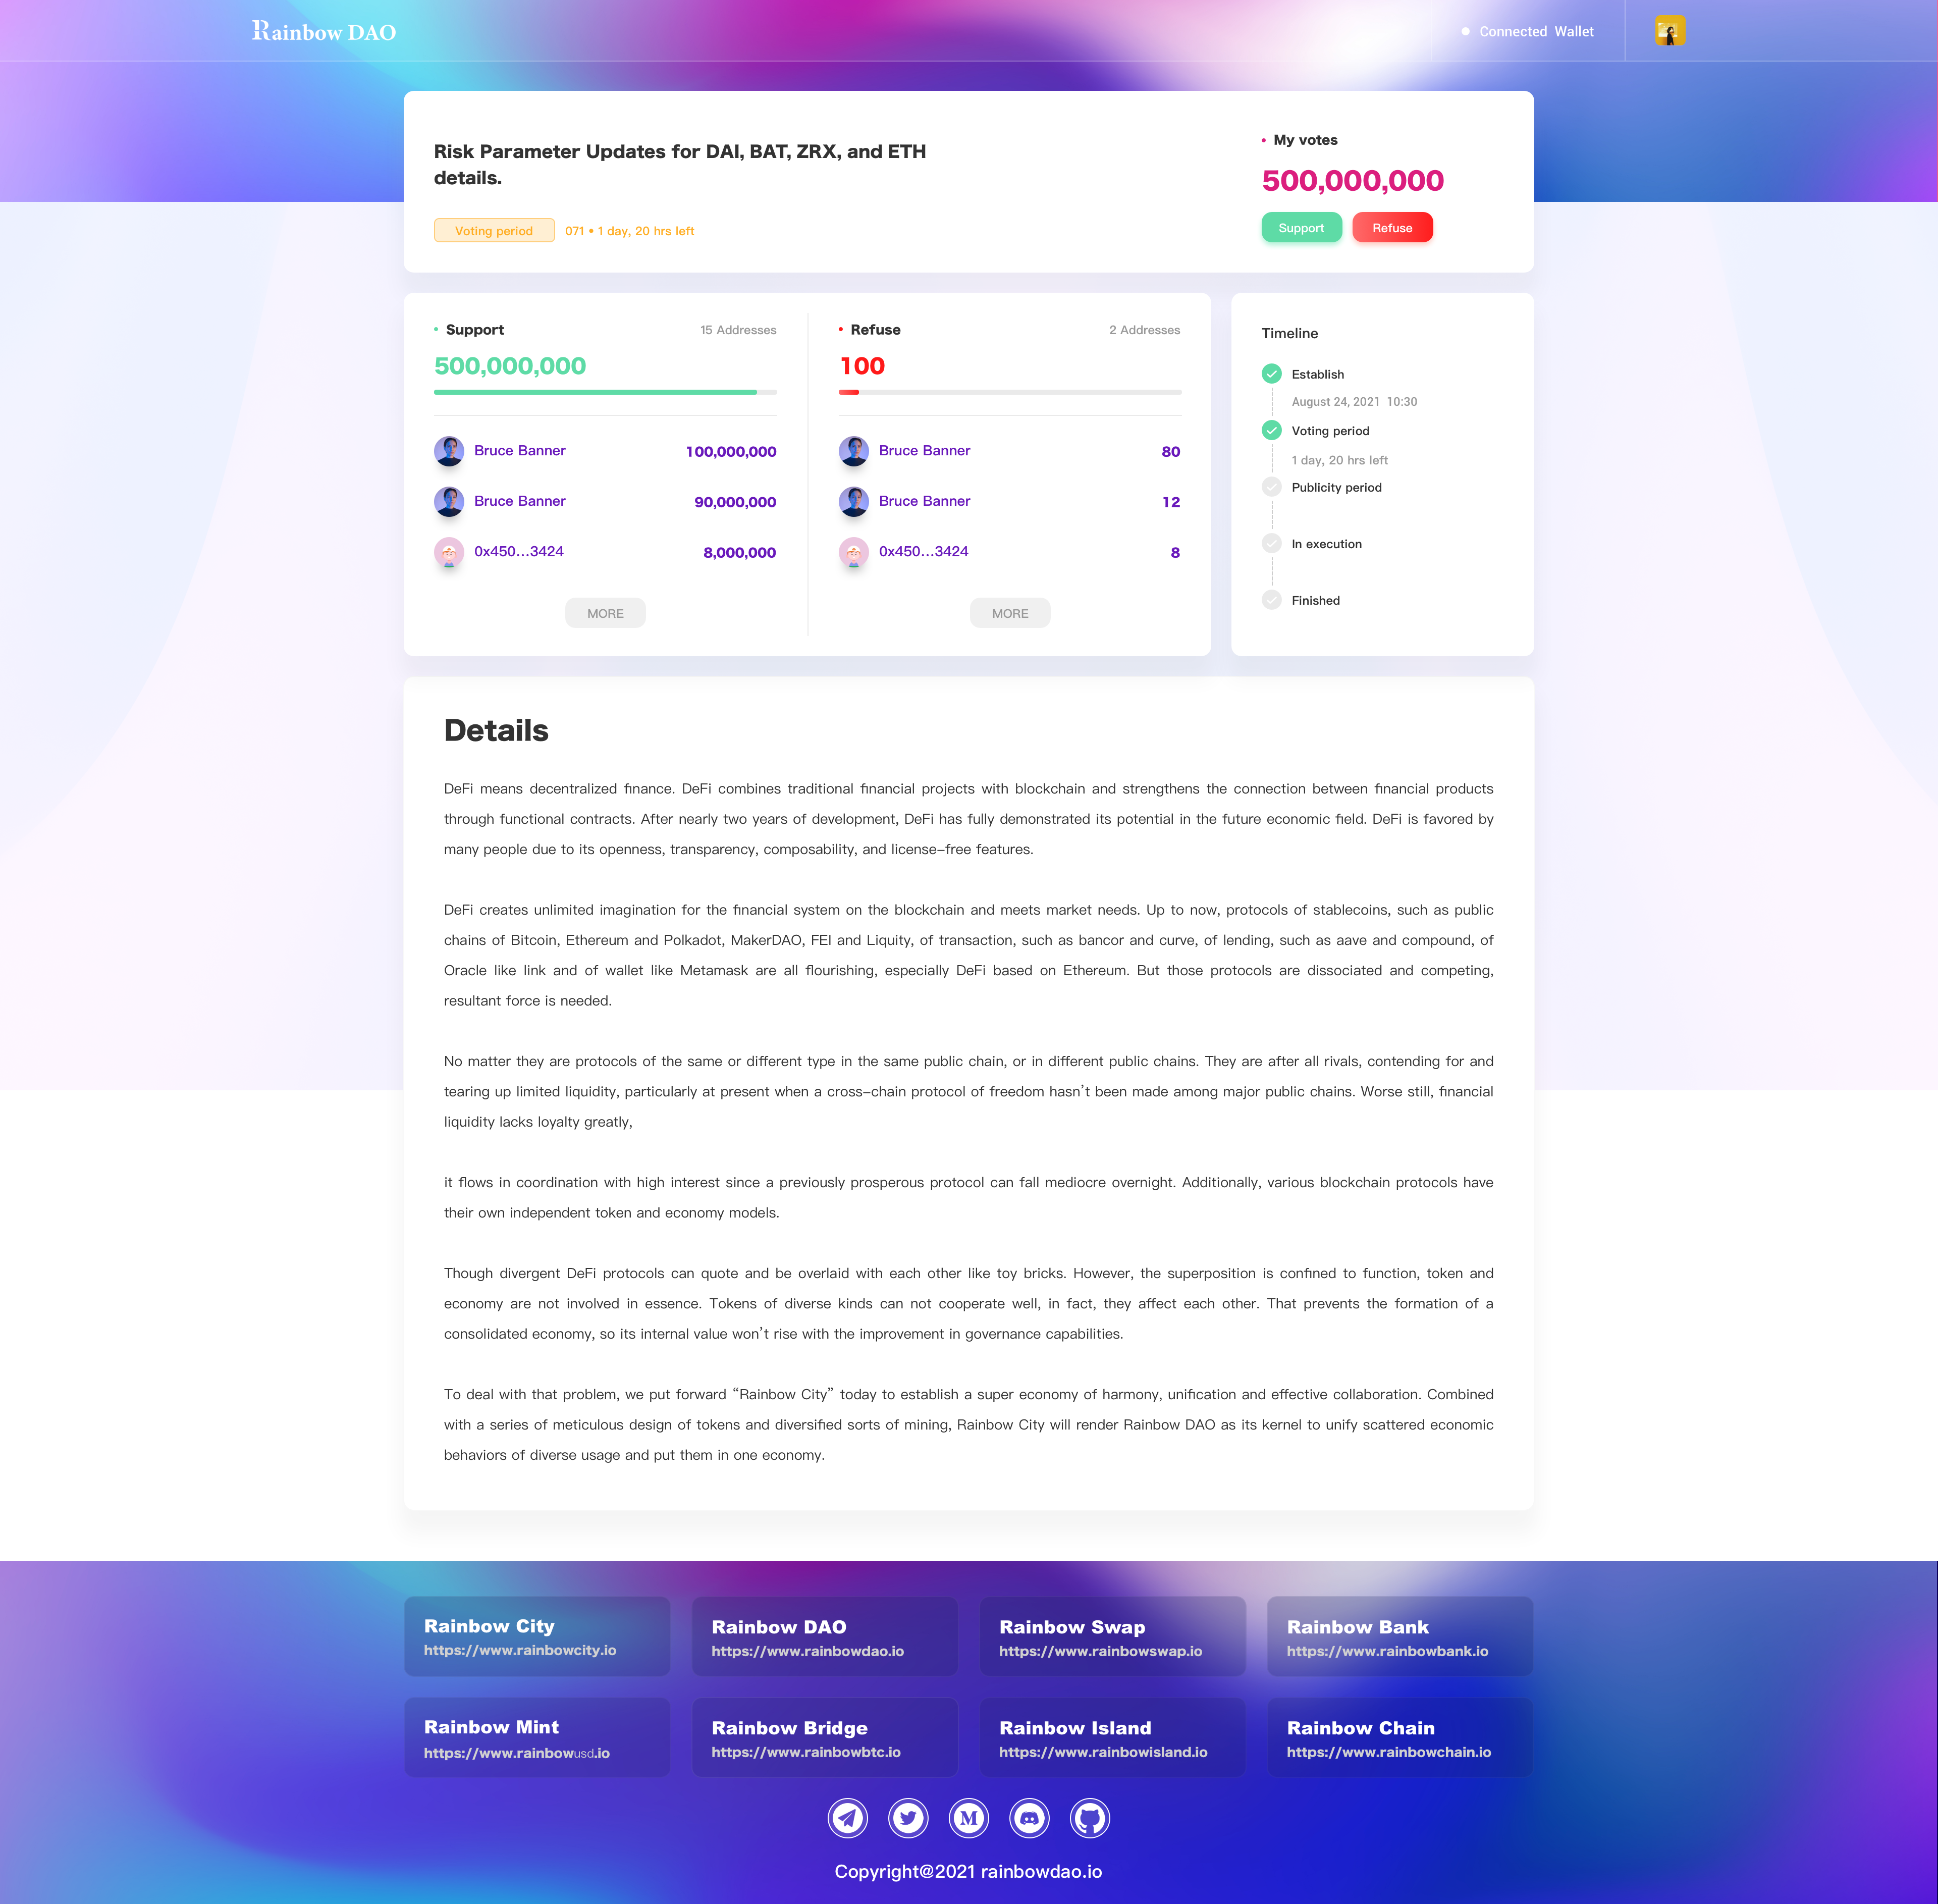 Rainbow DAO
Connected Wallet
Risk Parameter Updates for DAI, BAT, ZRX, and ETH
details.
Voting period
071 • 1 day, 20 hrs left
My votes
500,000,000
Support
Refuse
Support
15 Addresses
500,000,000
Bruce Banner
100,000,000
Bruce Banner
90,000,000
0x450...3424
8,000,000
MORE
Refuse
2 Addresses
100
Bruce Banner
80
Bruce Banner
12
0x450...3424
8
MORE
Timeline
Establish
August 24, 2021 10:30
Voting period
1 day, 20 hrs left
Publicity period
In execution
Finished
Details
DeFi means decentralized finance. DeFi combines traditional financial projects with blockchain and strengthens the connection between financial products
through functional contracts. After nearly two years of development, DeFi has fully demonstrated its potential in the future economic field. DeFi is favored by
many people due to its openness, transparency, composability, and license-free features.
DeFi creates unlimited imagination for the financial system on the blockchain and meets market needs. Up to now, protocols of stablecoins, such as public
chains of Bitcoin, Ethereum and Polkadot, MakerDAO, FEI and Liquity, of transaction, such as bancor and curve, of lending, such as aave and compound, of
Oracle like link and of wallet like Metamask are all flourishing, especially DeFi based on Ethereum. But those protocols are dissociated and competing,
resultant force is needed.
No matter they are protocols of the same or different type in the same public chain, or in different public chains. They are after all rivals, contending for and
tearing up limited liquidity, particularly at present when a cross-chain protocol of freedom hasn't been made among major public chains. Worse still, financial
liquidity lacks loyalty greatly,
it flows in coordination with high interest since a previously prosperous protocol can fall mediocre overnight. Additionally, various blockchain protocols have
their own independent token and economy models.
Though divergent DeFi protocols can quote and be overlaid with each other like toy bricks. However, the superposition is confined to function, token and
economy are not involved in essence. Tokens of diverse kinds can not cooperate well, in fact, they affect each other. That prevents the formation of a
consolidated economy, so its internal value won't rise with the improvement in governance capabilities.
To deal with that problem, we put forward “Rainbow City” today to establish a super economy of harmony, unification and effective collaboration. Combined
with a series of meticulous design of tokens and diversified sorts of mining, Rainbow City will render Rainbow DAO as its kernel to unify scattered economic
behaviors of diverse usage and put them in one economy.
Rainbow City
https://www.rainbowcity.io
Rainbow DAO
https://www.rainbowdao.io
Rainbow Swap
https://www.rainbowswap.io
Rainbow Bank
https://www.rainbowbank.io
Rainbow Mint
https://www.rainbowusd.io
Rainbow Bridge
https://www.rainbowbtc.io
Rainbow Island
https://www.rainbowisland.io
Rainbow Chain
https://www.rainbowchain.io
M
Copyright@2021 rainbowdao.io